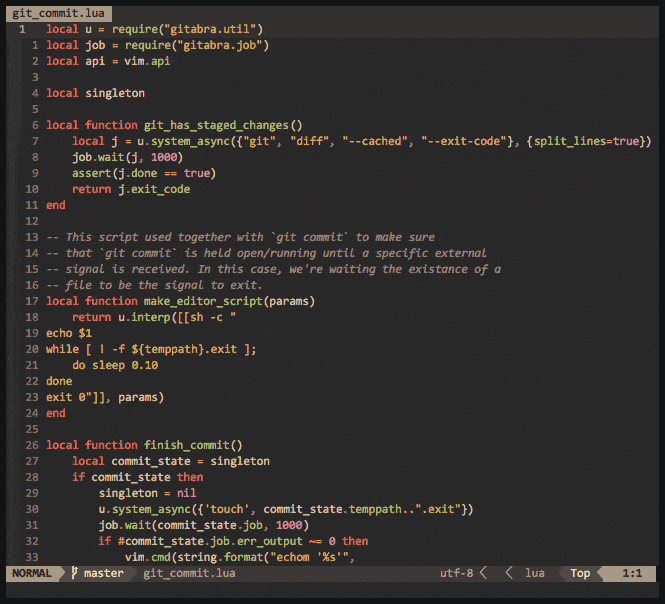 git_commit.lua
1 local u = require("gitabra.util")
1 local job = require("gitabra.job")
2 local api = vim.api
3
4 local singleton
5
6 local function git_has_staged_changes()
7     local j = u.system_async({"git", "diff", "--cached", "--exit-code"}, {split_lines=true})
8     job.wait(j, 1000)
9     assert(j.done == true)
10     return j.exit_code
11 end
12
13 -- This script used together with `git commit` to make sure
14 -- that `git commit` is held open/running until a specific external
15 -- signal is received. In this case, we're waiting the existance of a
16 -- file to be the signal to exit.
17 local function make_editor_script(params)
18     return u.interp([[sh -c "
19 echo $1
20 while [ ! -f ${temppath}.exit ];
21     do sleep 0.10
22 done
23 exit 0"]], params)
24 end
25
26 local function finish_commit()
27     local commit_state = singleton
28     if commit_state then
29         singleton = nil
30         u.system_async({'touch', commit_state.temppath..".exit"})
31         job.wait(commit_state.job, 1000)
32         if #commit_state.job.err_output ~= 0 then
33             vim.cmd(string.format("echom '%s'",
NORMAL master git_commit.lua utf-8 lua Top 1:1